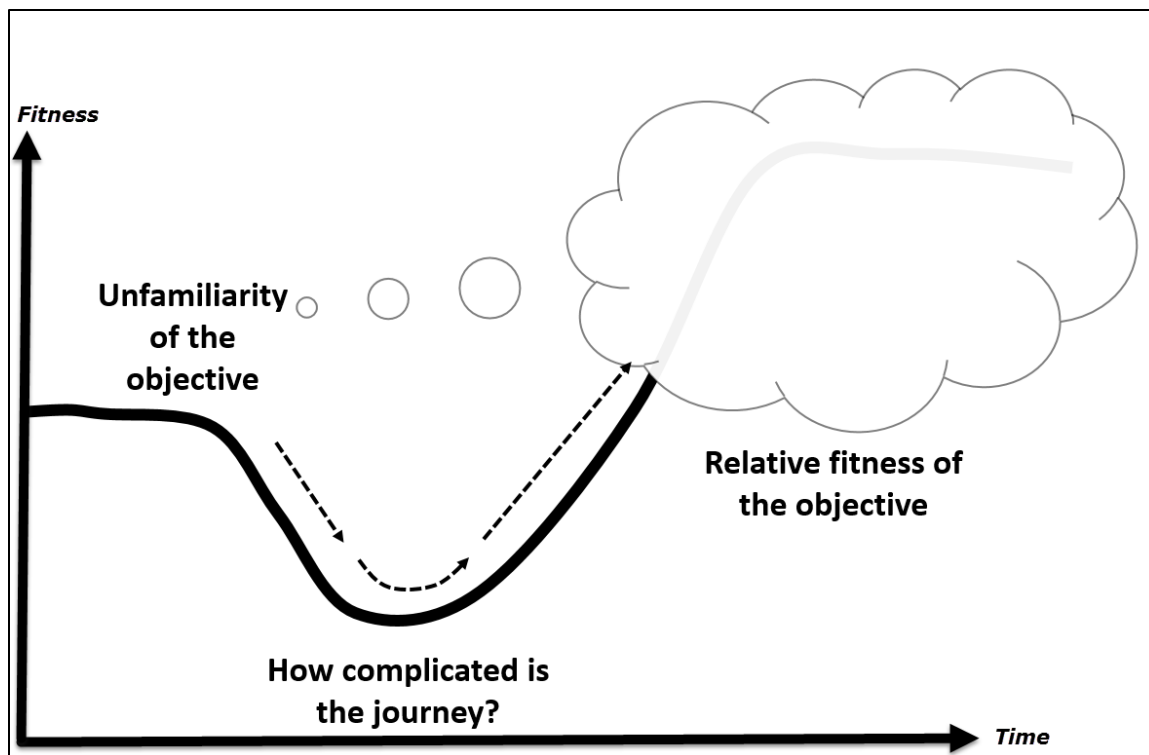 Fitness
Unfamiliarity
of the
objective
Relative fitness of
the objective
How complicated is
the journey?
Time